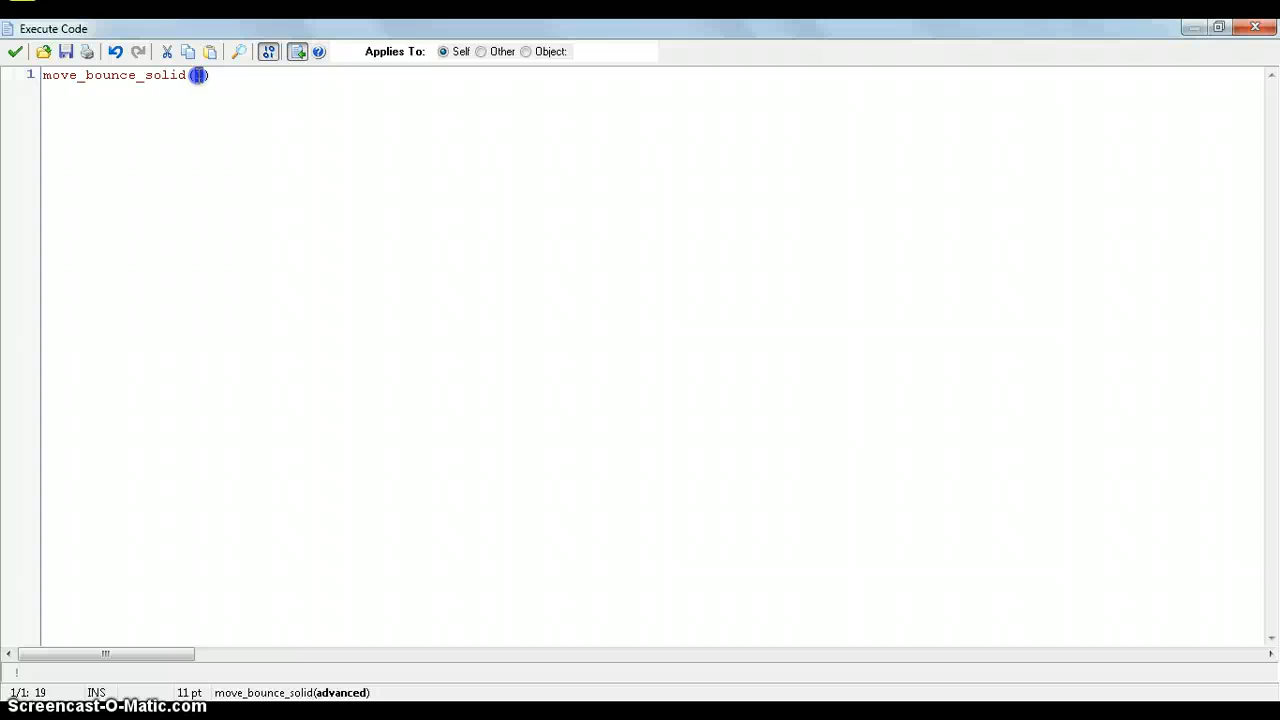 Execute Code
Applies To: Self Other Object:
1 move_bounce_solid( )
!
1/1: 19 INS 11 pt move_bounce_solid(advanced)
Screencast-O-Matic.com